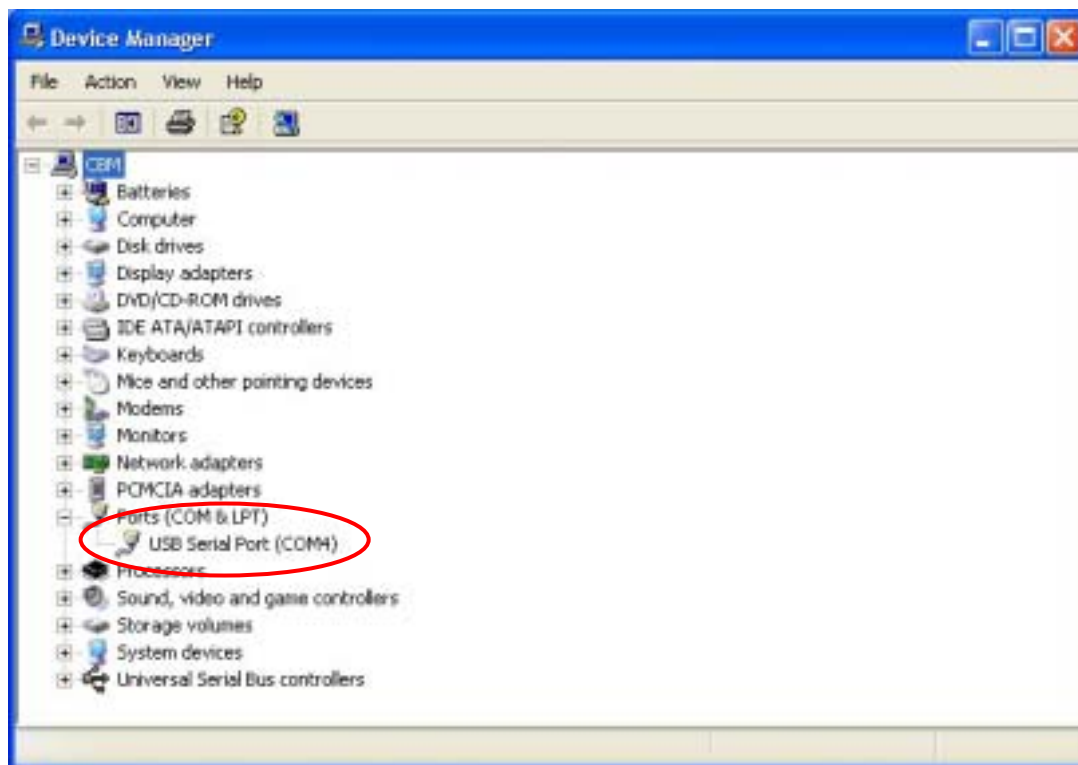 Device Manager
File Action View Help
CBM
Batteries
Computer
Disk drives
Display adapters
DVD/CD-ROM drives
IDE ATA/ATAPI controllers
Keyboards
Mice and other pointing devices
Modems
Monitors
Network adapters
PCMCIA adapters
Ports (COM & LPT)
USB Serial Port (COM4)
Processors
Sound, video and game controllers
Storage volumes
System devices
Universal Serial Bus controllers